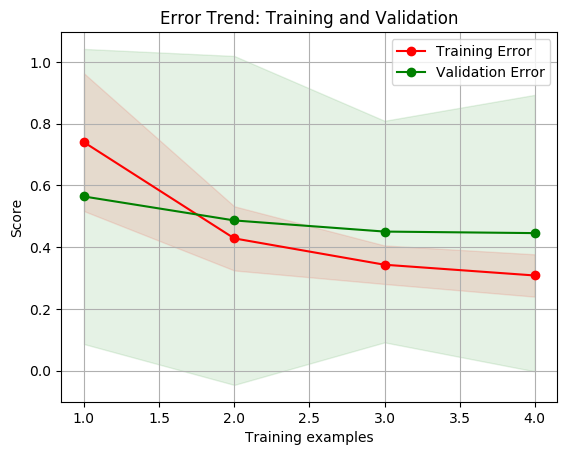 Error Trend: Training and Validation
Training Error
Validation Error
1.0
0.8
0.6
0.4
0.2
0.0
Score
1.0 1.5 2.0 2.5 3.0 3.5 4.0
Training examples